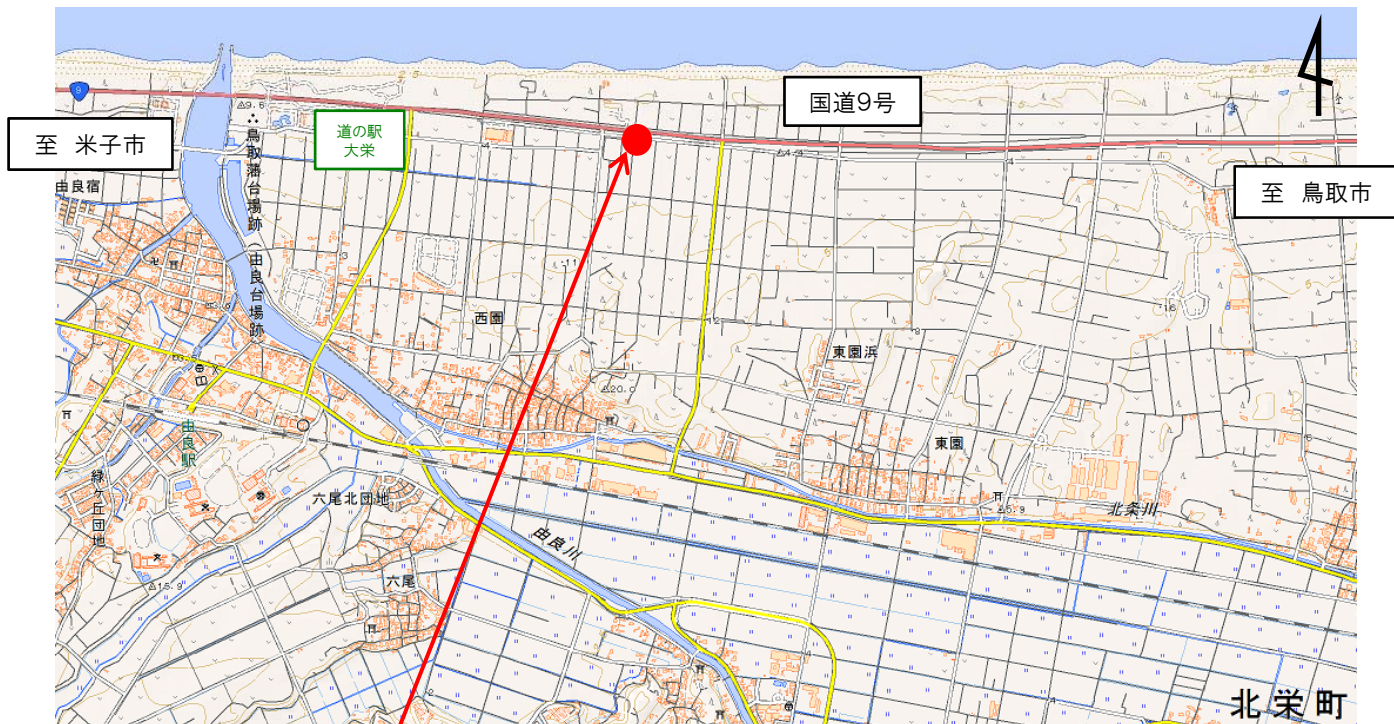 国道9号
9
至 米子市
道の駅
大栄
至 鳥取市
鳥取藩台場跡(由良台場跡)
由良宿
西園
東園浜
東園
由良駅
緑ヶ丘団地
六尾北団地
六尾
由良川
北条川
北栄町